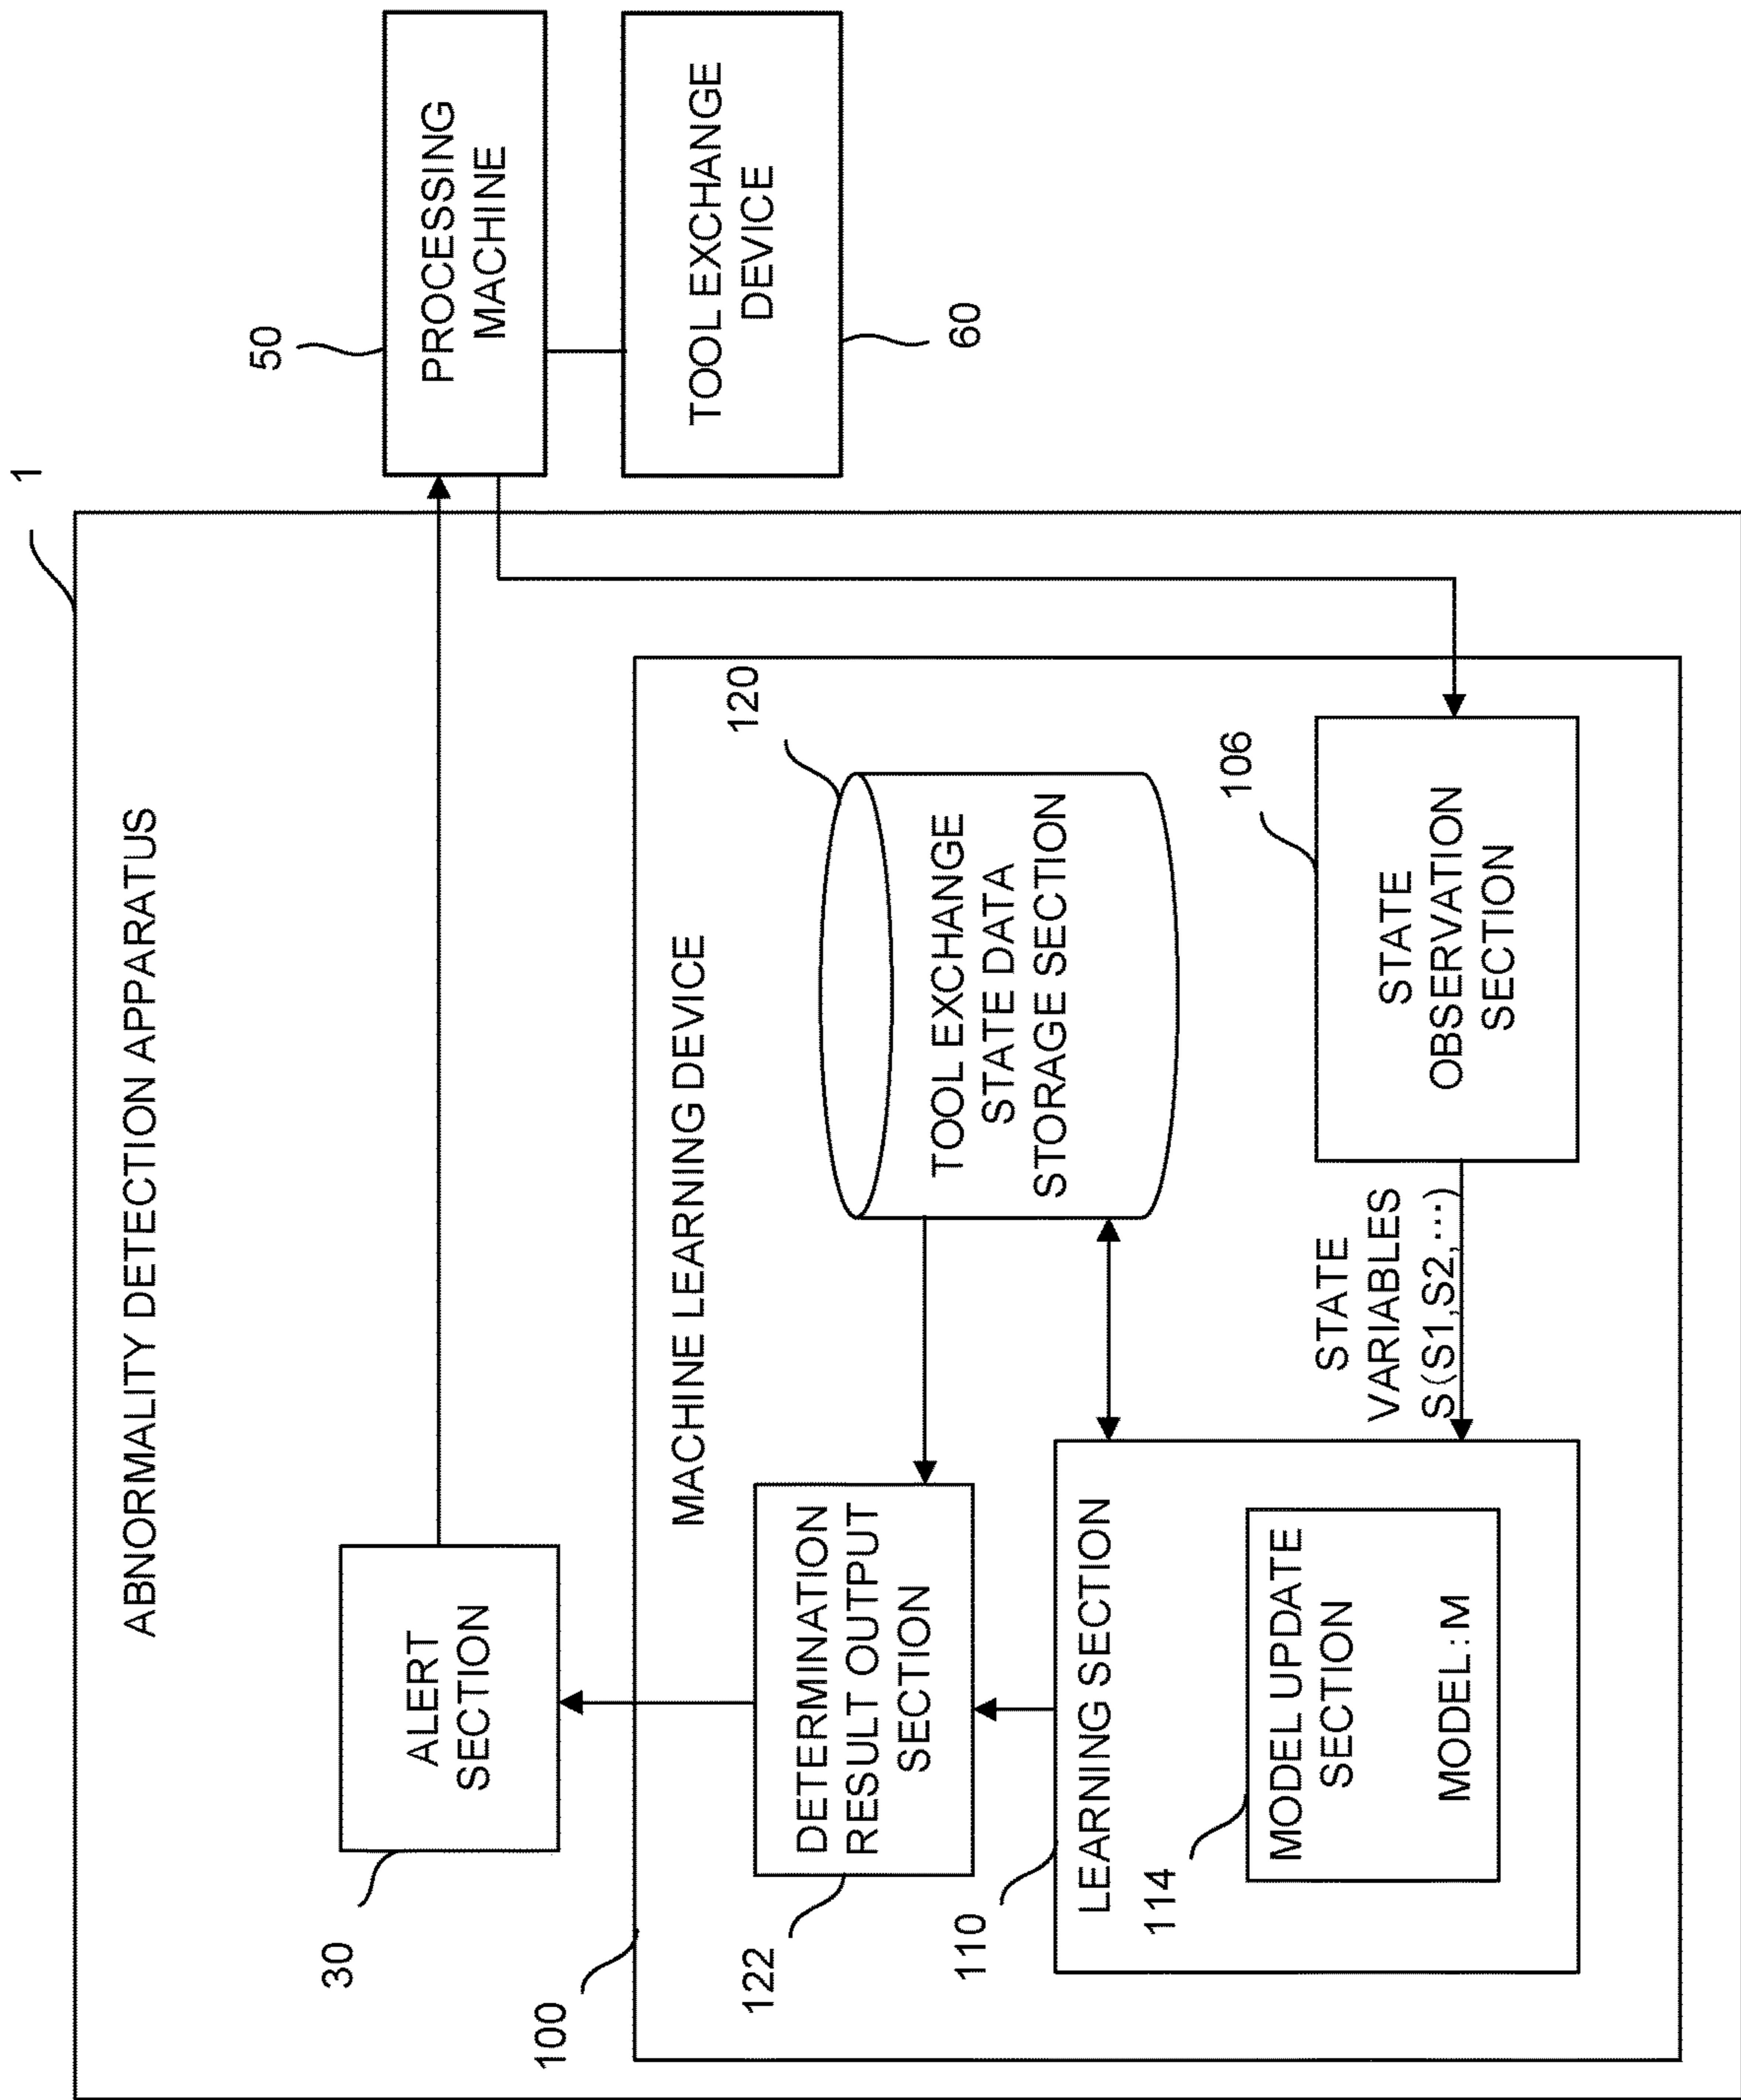 1
ABNORMALITY DETECTION APPARATUS
30
ALERT
SECTION
50
PROCESSING
MACHINE
TOOL EXCHANGE
DEVICE
60
100
MACHINE LEARNING DEVICE
122
DETERMINATION
RESULT OUTPUT
SECTION
120
TOOL EXCHANGE
STATE DATA
STORAGE SECTION
110
LEARNING SECTION
114
MODEL UPDATE
SECTION
MODEL:M
STATE
VARIABLES
S(S1,S2,⋯)
106
STATE
OBSERVATION
SECTION